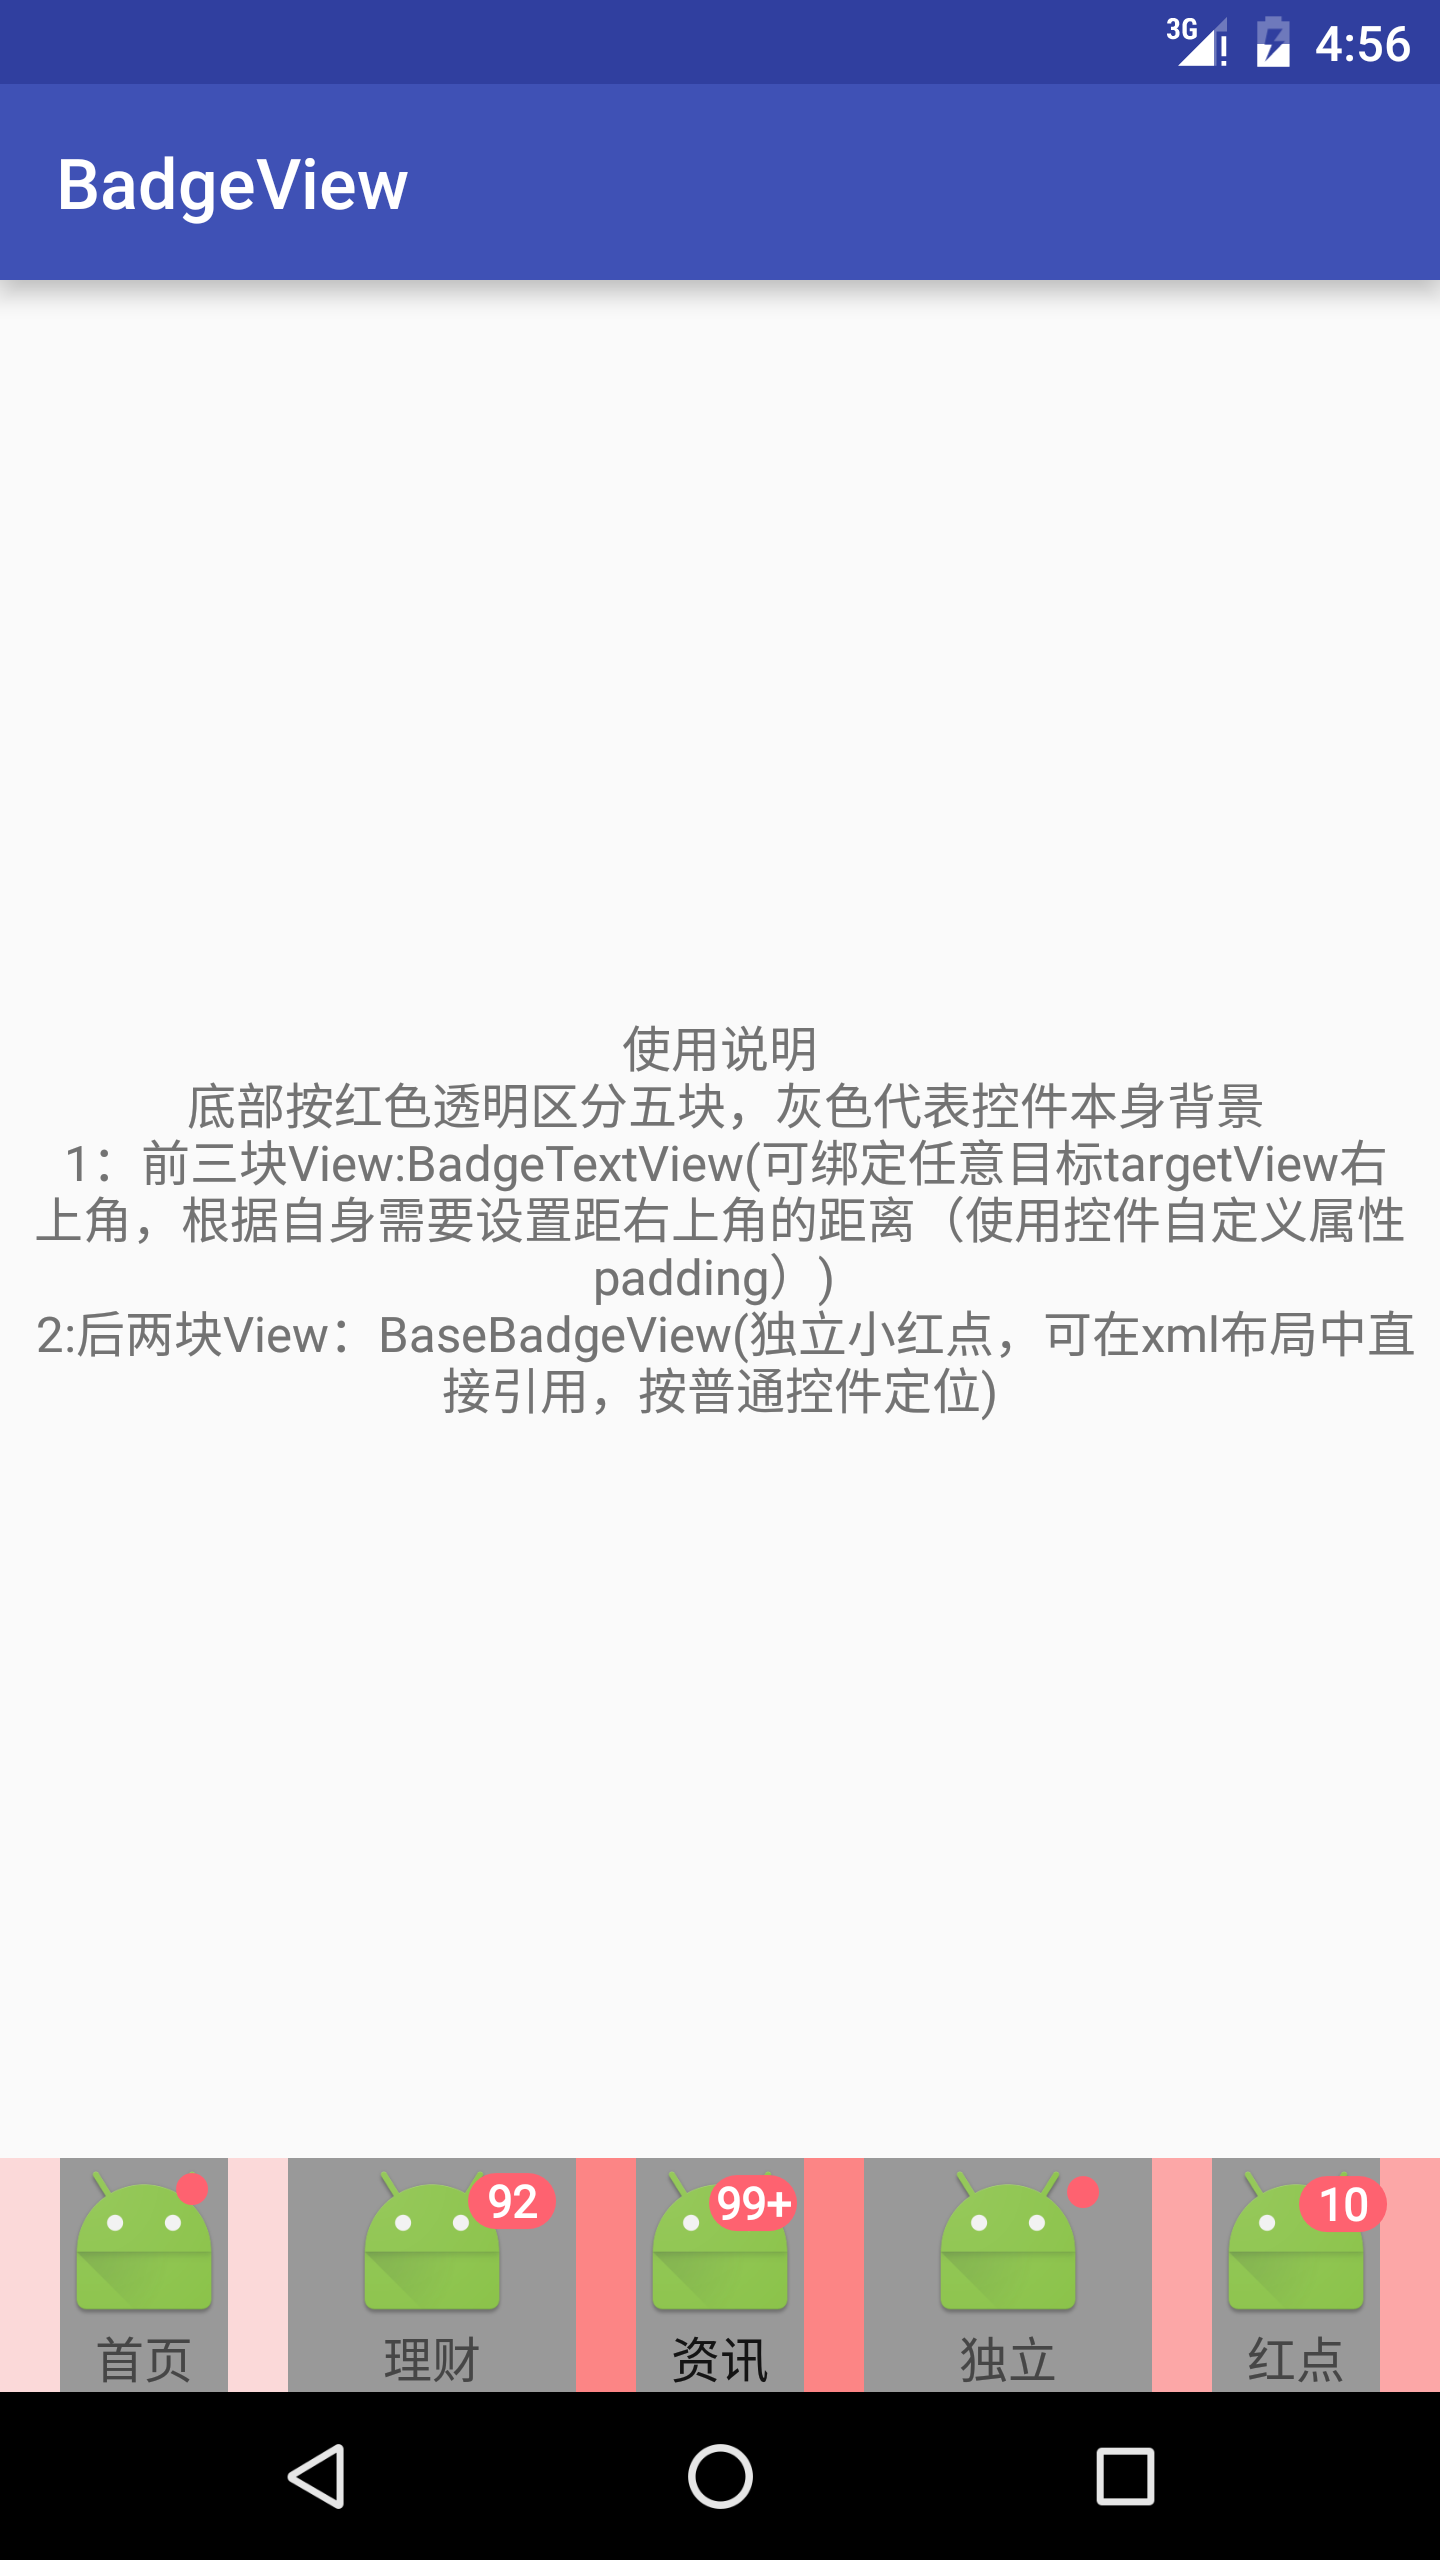 3G 4:56
BadgeView
使用说明
底部按红色透明区分五块，灰色代表控件本身背景
1：前三块View:BadgeTextView(可绑定任意目标targetView右
上角，根据自身需要设置距右上角的距离（使用控件自定义属性
padding）)
2:后两块View：BaseBadgeView(独立小红点，可在xml布局中直
接引用，按普通控件定位)
92 99+ 10
首页 理财 资讯 独立 红点